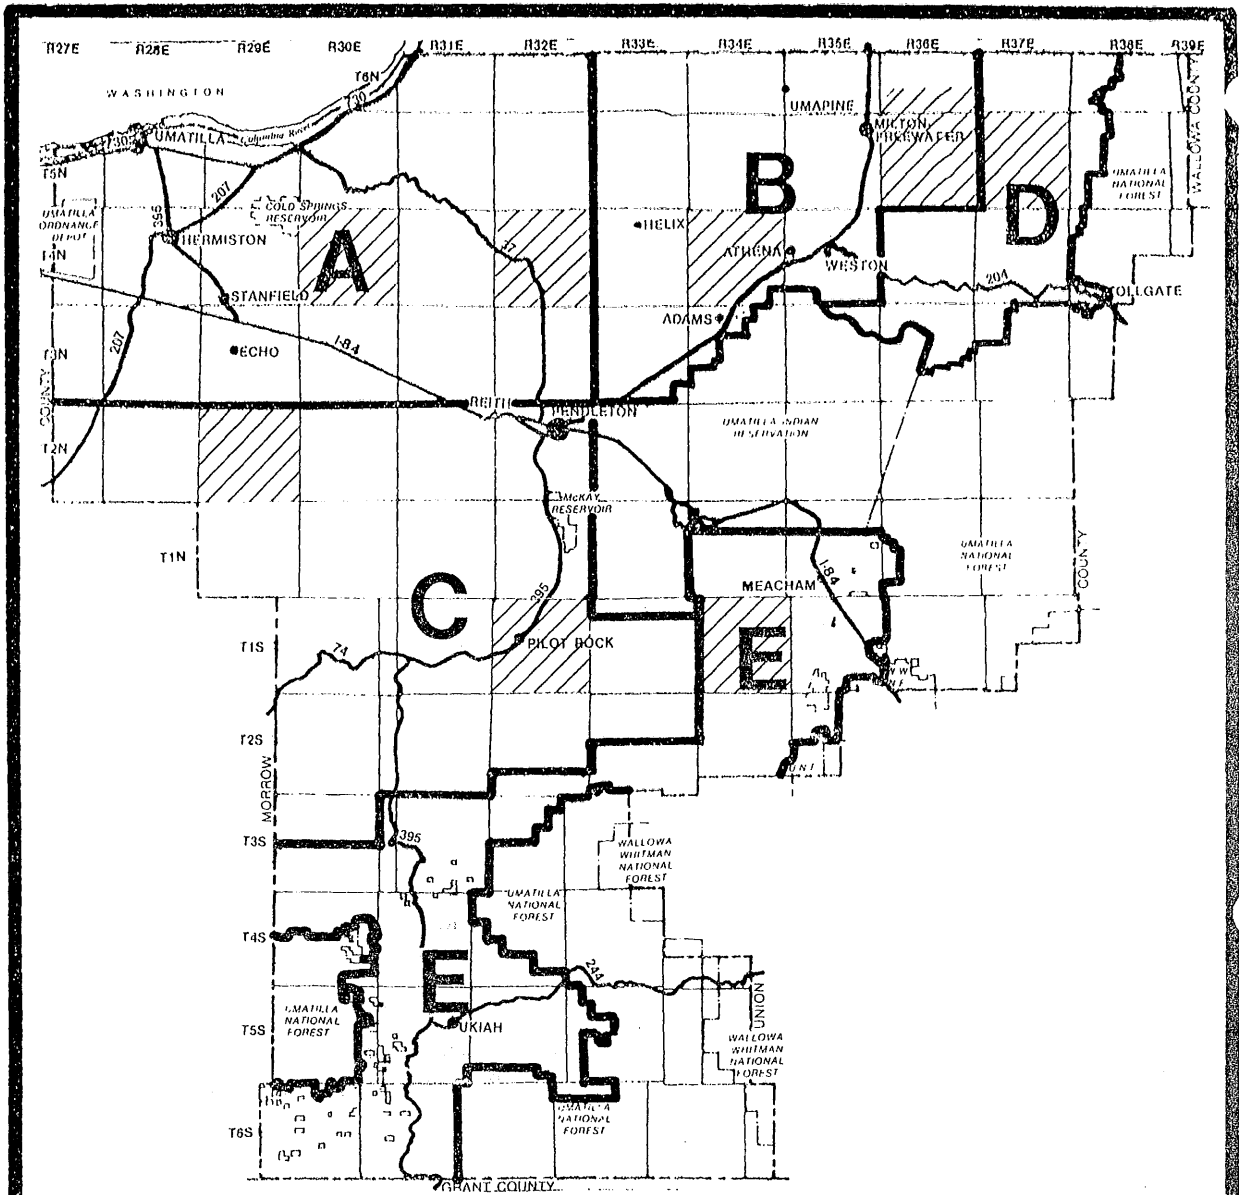 R27E R28E R29E R30E R31E R32E R33E R34E R35E R36E R37E R38E R39E
T6N
WASHINGTON
730
UMAPINE
WALLOWA COUNTY
730
UMATILLA
Columbia River
MILTON-
FREEWATER
T5N
B
UMATILLA
NATIONAL
FOREST
207
395
UMATILLA
ORDNANCE
DEPOT
COLD SPRINGS
RESERVOIR
D
HELIX
HERMISTON
A
37
ATHENA
T4N
WESTON
204
STANFIELD
TOLLGATE
ADAMS
207
I-84
T3N
ECHO
COUNTY
REITH
PENDLETON
UMATILLA INDIAN
RESERVATION
T2N
McKAY
RESERVOIR
T1N
UMATILLA
NATIONAL
FOREST
COUNTY
I-84
MEACHAM
C
395
T1S
74
PILOT ROCK
E
W W
N F
T2S
U N F
MORROW
T3S
395
WALLOWA
WHITMAN
NATIONAL
FOREST
UMATILLA
NATIONAL
FOREST
T4S
E
244
UNION
UMATILLA
NATIONAL
FOREST
T5S
UKIAH
WALLOWA
WHITMAN
NATIONAL
FOREST
UMATILLA
NATIONAL
FOREST
T6S
GRANT COUNTY